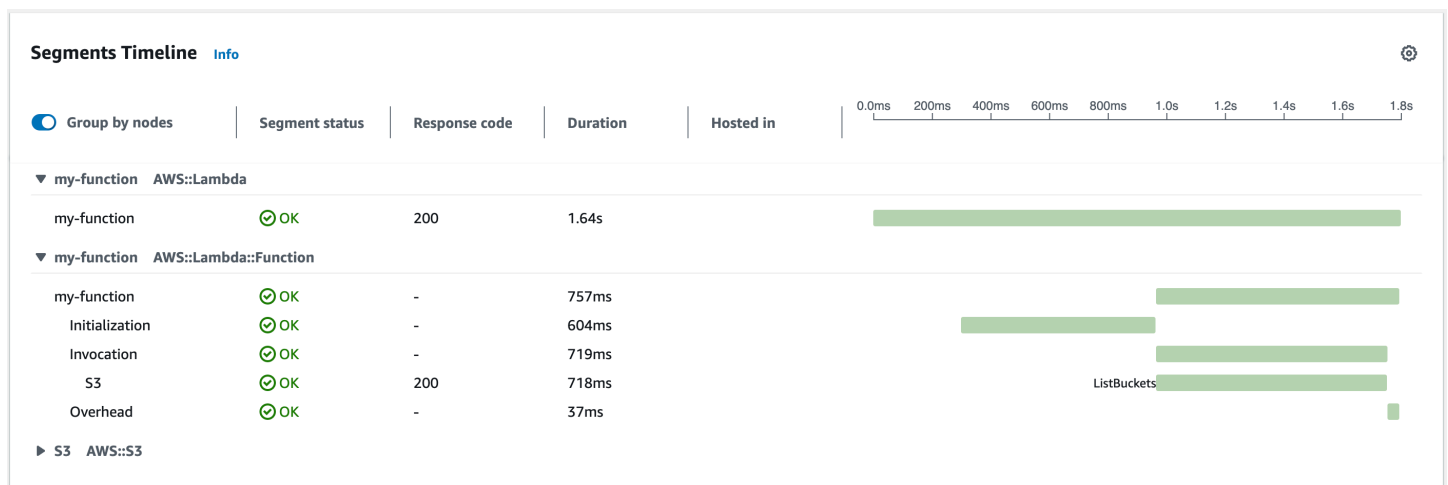 Segments Timeline Info
0.0ms 200ms 400ms 600ms 800ms 1.0s 1.2s 1.4s 1.6s 1.8s
Group by nodes Segment status Response code Duration Hosted in
my-function AWS::Lambda
my-function OK 200 1.64s
my-function AWS::Lambda::Function
my-function OK - 757ms
Initialization OK - 604ms
Invocation OK - 719ms
S3 OK 200 718ms ListBuckets
Overhead OK - 37ms
S3 AWS::S3